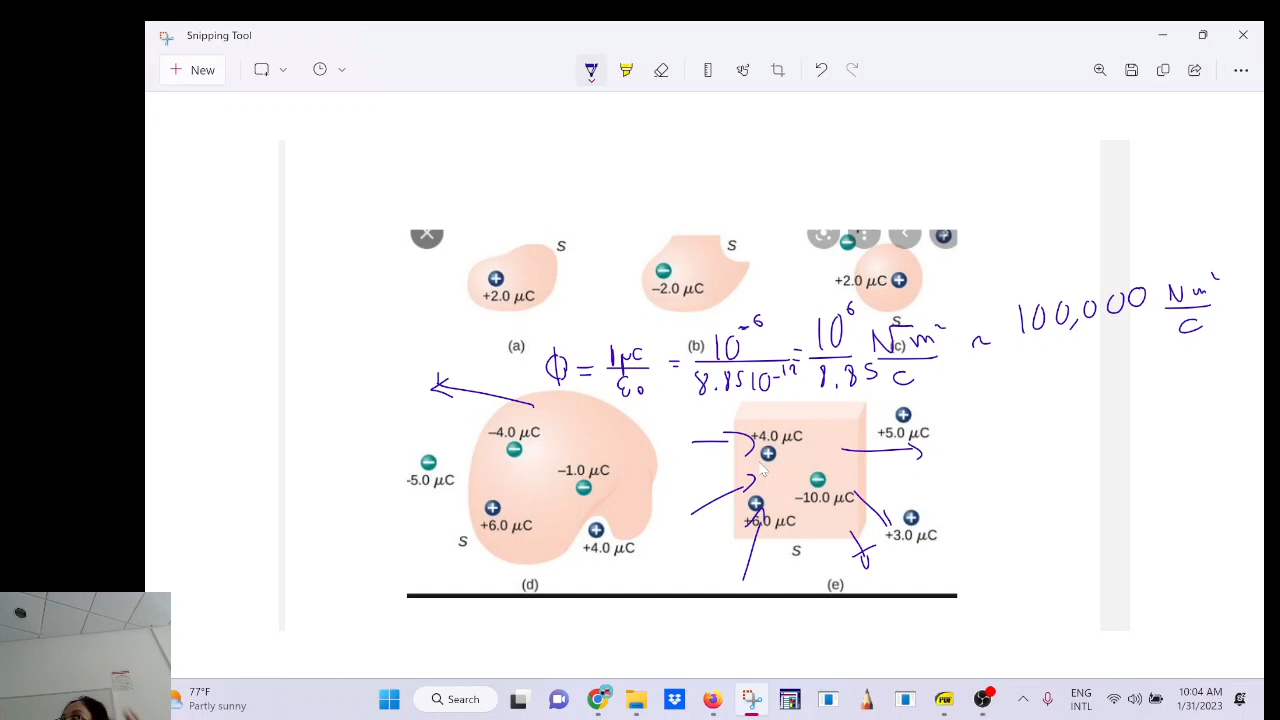 Snipping Tool
New
S
S
+2.0 μC
−2.0 μC
+2.0 μC
S
(a)
(b)
(c)
Φ = 1μC/ε₀ = 10⁻⁶/8.85 10⁻¹² = 10⁶/8.85 N m²/C ~ 100,000 N m²/C
−4.0 μC
+4.0 μC
+5.0 μC
-5.0 μC
−1.0 μC
−10.0 μC
+6.0 μC
+6.0 μC
+3.0 μC
S
+4.0 μC
S
(d)
(e)
77°F
Partly sunny
Search
ENG
INTL
10:04 AM
1/31/2023